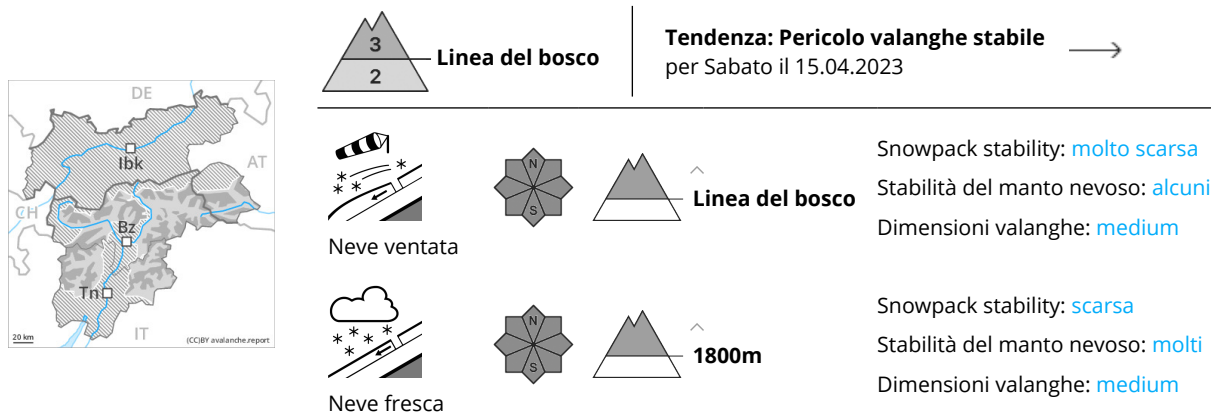 3
2
Linea del bosco
Tendenza: Pericolo valanghe stabile
per Sabato il 15.04.2023
DE
AT
CH
IT
Ibk
Bz
Tn
20 km
(CC)BY avalanche.report
N
S
Linea del bosco
Snowpack stability: molto scarsa
Stabilità del manto nevoso: alcuni
Dimensioni valanghe: medium
Neve ventata
N
S
1800m
Snowpack stability: scarsa
Stabilità del manto nevoso: molti
Dimensioni valanghe: medium
Neve fresca